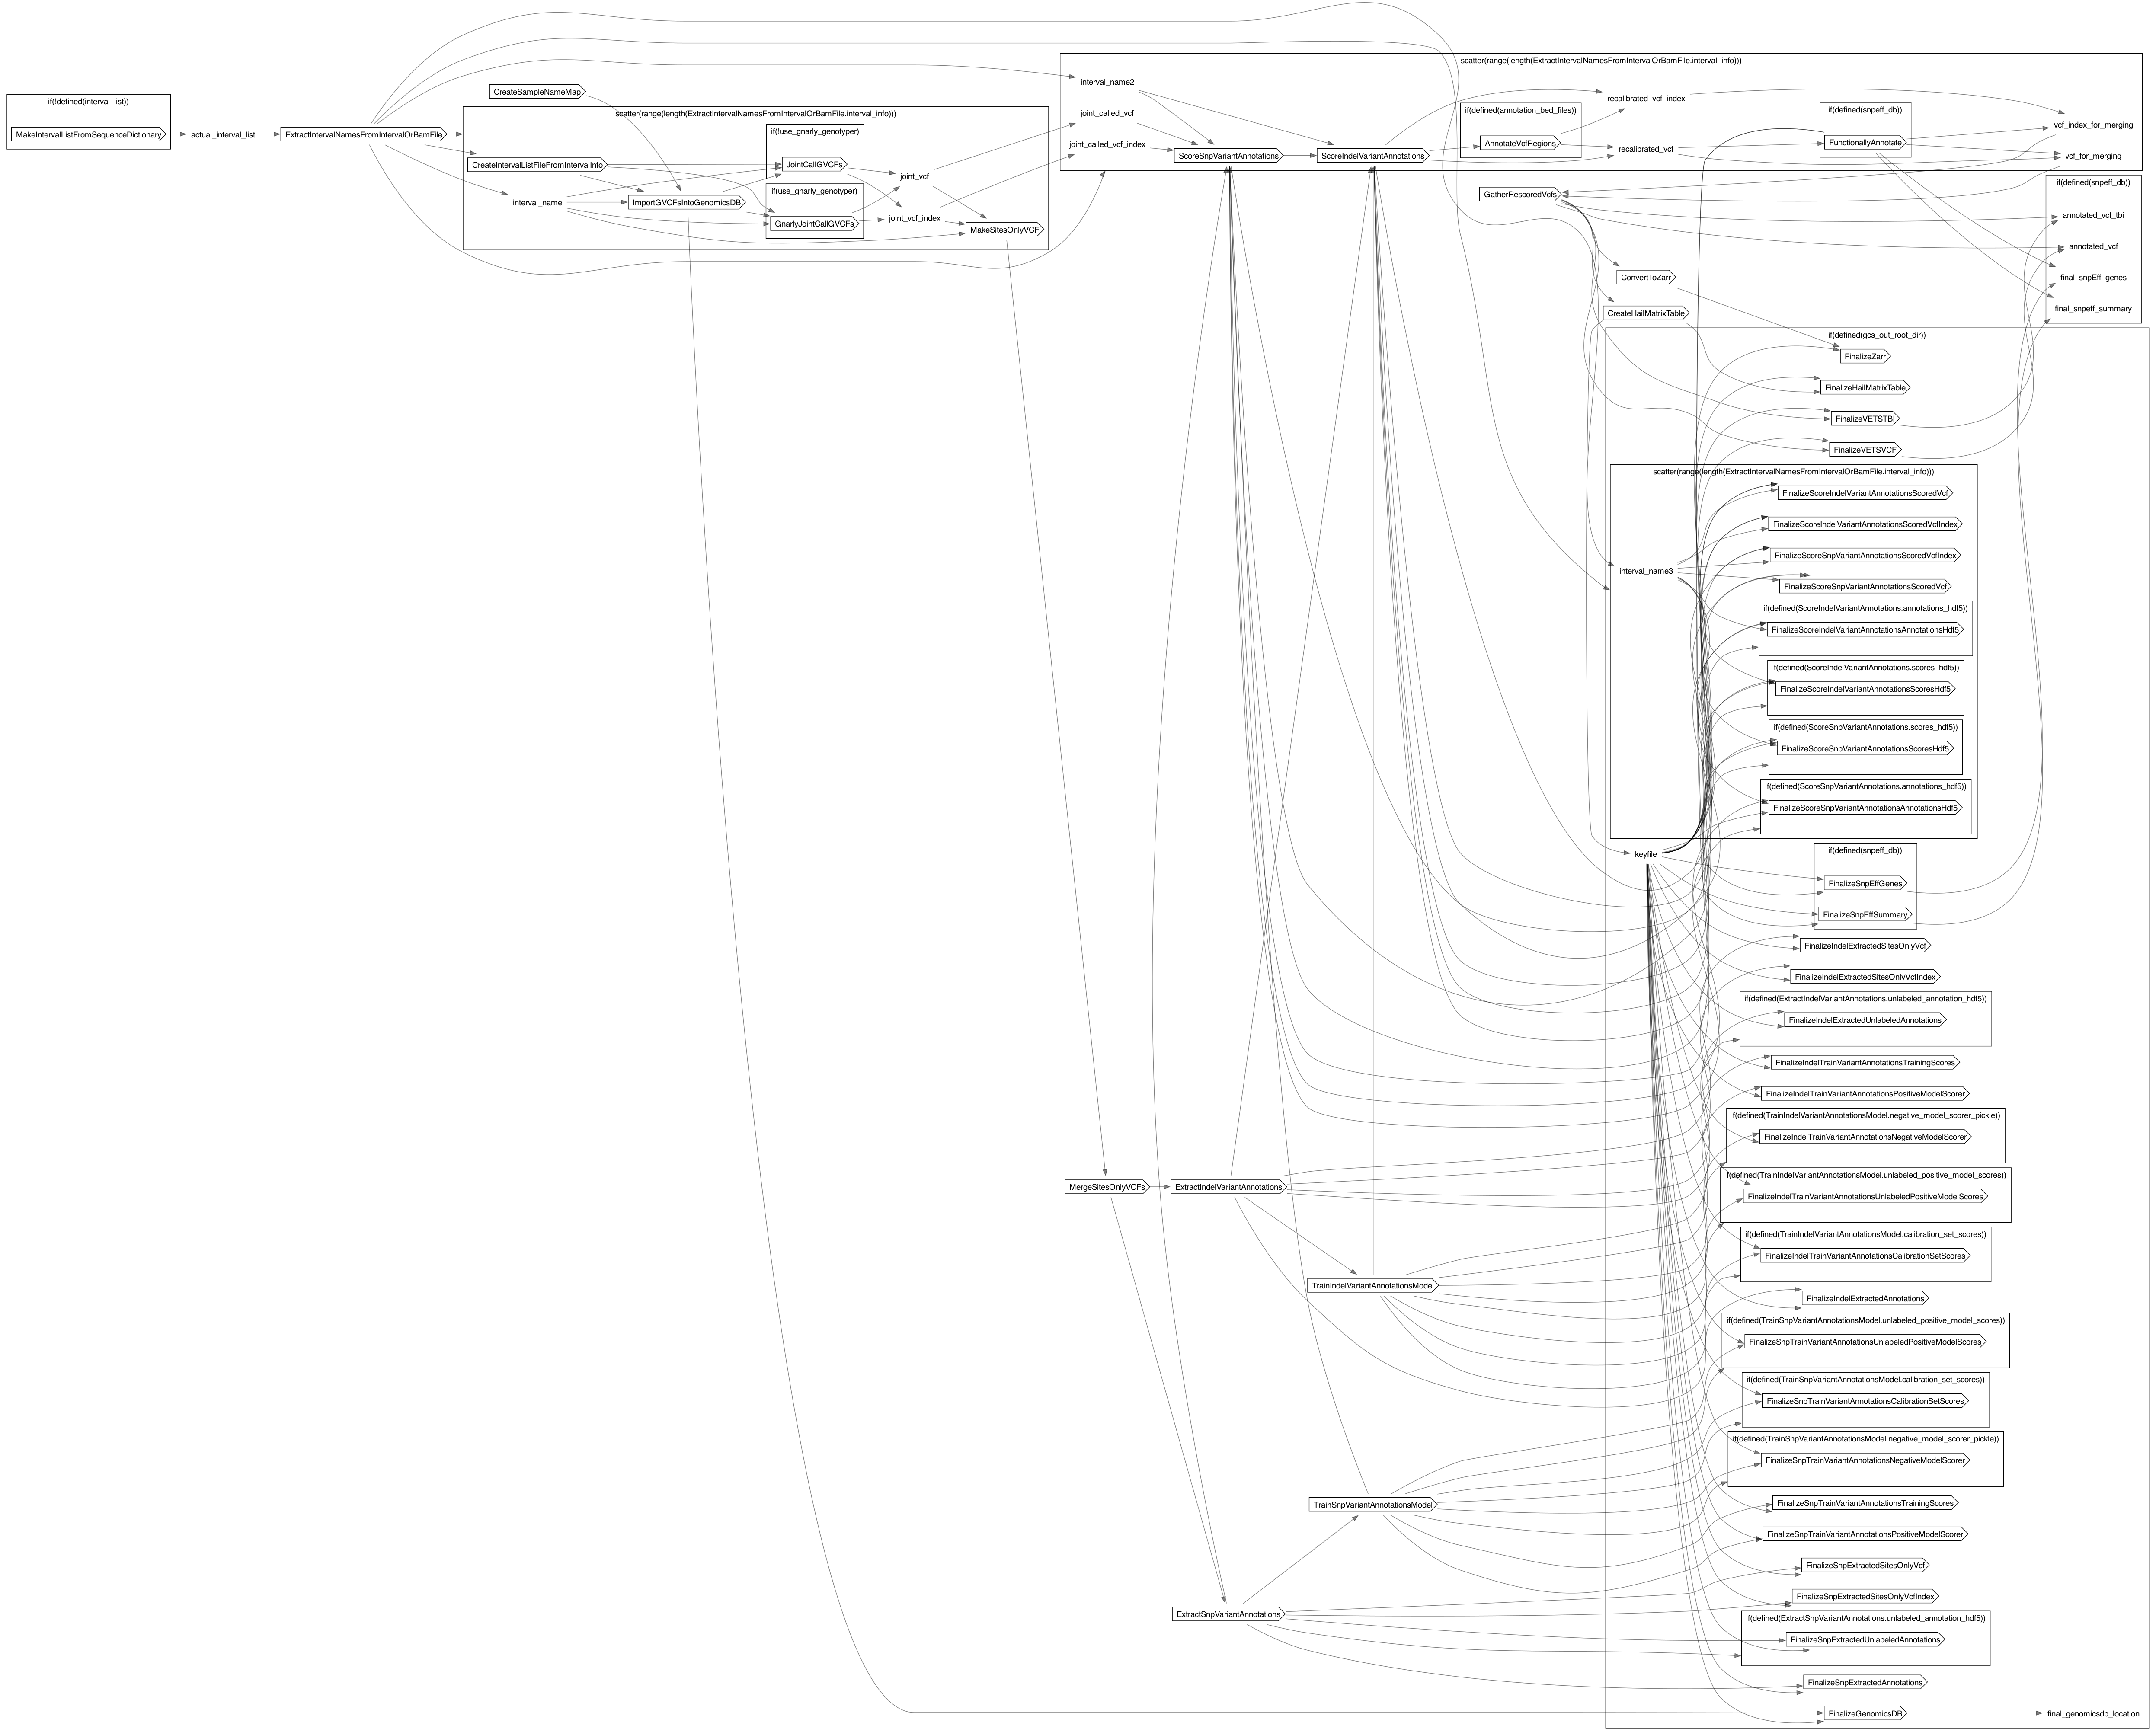 scatter(range(length(ExtractIntervalNamesFromIntervalOrBamFile.interval_info)))
interval_name2
if(!defined(interval_list))
MakeIntervalListFromSequenceDictionary
actual_interval_list
ExtractIntervalNamesFromIntervalOrBamFile
CreateSampleNameMap
scatter(range(length(ExtractIntervalNamesFromIntervalOrBamFile.interval_info)))
CreateIntervalListFileFromIntervalInfo
interval_name
ImportGVCFsIntoGenomicsDB
if(!use_gnarly_genotyper)
JointCallGVCFs
if(use_gnarly_genotyper)
GnarlyJointCallGVCFs
joint_vcf
joint_vcf_index
MakeSitesOnlyVCF
joint_called_vcf
joint_called_vcf_index
ScoreSnpVariantAnnotations
ScoreIndelVariantAnnotations
if(defined(annotation_bed_files))
AnnotateVcfRegions
recalibrated_vcf_index
recalibrated_vcf
if(defined(snpeff_db))
FunctionallyAnnotate
vcf_index_for_merging
vcf_for_merging
GatherRescoredVcfs
if(defined(snpeff_db))
annotated_vcf_tbi
annotated_vcf
final_snpEff_genes
final_snpeff_summary
ConvertToZarr
CreateHailMatrixTable
if(defined(gcs_out_root_dir))
FinalizeZarr
FinalizeHailMatrixTable
FinalizeVETSTBI
FinalizeVETSVCF
scatter(range(length(ExtractIntervalNamesFromIntervalOrBamFile.interval_info)))
FinalizeScoreIndelVariantAnnotationsScoredVcf
FinalizeScoreIndelVariantAnnotationsScoredVcfIndex
FinalizeScoreSnpVariantAnnotationsScoredVcfIndex
interval_name3
FinalizeScoreSnpVariantAnnotationsScoredVcf
if(defined(ScoreIndelVariantAnnotations.annotations_hdf5))
FinalizeScoreIndelVariantAnnotationsAnnotationsHdf5
if(defined(ScoreIndelVariantAnnotations.scores_hdf5))
FinalizeScoreIndelVariantAnnotationsScoresHdf5
if(defined(ScoreSnpVariantAnnotations.scores_hdf5))
FinalizeScoreSnpVariantAnnotationsScoresHdf5
if(defined(ScoreSnpVariantAnnotations.annotations_hdf5))
FinalizeScoreSnpVariantAnnotationsAnnotationsHdf5
keyfile
if(defined(snpeff_db))
FinalizeSnpEffGenes
FinalizeSnpEffSummary
FinalizeIndelExtractedSitesOnlyVcf
FinalizeIndelExtractedSitesOnlyVcfIndex
if(defined(ExtractIndelVariantAnnotations.unlabeled_annotation_hdf5))
FinalizeIndelExtractedUnlabeledAnnotations
FinalizeIndelTrainVariantAnnotationsTrainingScores
FinalizeIndelTrainVariantAnnotationsPositiveModelScorer
if(defined(TrainIndelVariantAnnotationsModel.negative_model_scorer_pickle))
FinalizeIndelTrainVariantAnnotationsNegativeModelScorer
MergeSitesOnlyVCFs
ExtractIndelVariantAnnotations
if(defined(TrainIndelVariantAnnotationsModel.unlabeled_positive_model_scores))
FinalizeIndelTrainVariantAnnotationsUnlabeledPositiveModelScores
if(defined(TrainIndelVariantAnnotationsModel.calibration_set_scores))
FinalizeIndelTrainVariantAnnotationsCalibrationSetScores
TrainIndelVariantAnnotationsModel
FinalizeIndelExtractedAnnotations
if(defined(TrainSnpVariantAnnotationsModel.unlabeled_positive_model_scores))
FinalizeSnpTrainVariantAnnotationsUnlabeledPositiveModelScores
if(defined(TrainSnpVariantAnnotationsModel.calibration_set_scores))
FinalizeSnpTrainVariantAnnotationsCalibrationSetScores
if(defined(TrainSnpVariantAnnotationsModel.negative_model_scorer_pickle))
FinalizeSnpTrainVariantAnnotationsNegativeModelScorer
TrainSnpVariantAnnotationsModel
FinalizeSnpTrainVariantAnnotationsTrainingScores
FinalizeSnpTrainVariantAnnotationsPositiveModelScorer
FinalizeSnpExtractedSitesOnlyVcf
FinalizeSnpExtractedSitesOnlyVcfIndex
ExtractSnpVariantAnnotations
if(defined(ExtractSnpVariantAnnotations.unlabeled_annotation_hdf5))
FinalizeSnpExtractedUnlabeledAnnotations
FinalizeSnpExtractedAnnotations
FinalizeGenomicsDB
final_genomicsdb_location